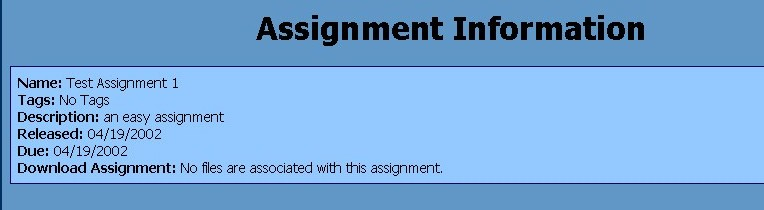 Assignment Information
Name: Test Assignment 1
Tags: No Tags
Description: an easy assignment
Released: 04/19/2002
Due: 04/19/2002
Download Assignment: No files are associated with this assignment.